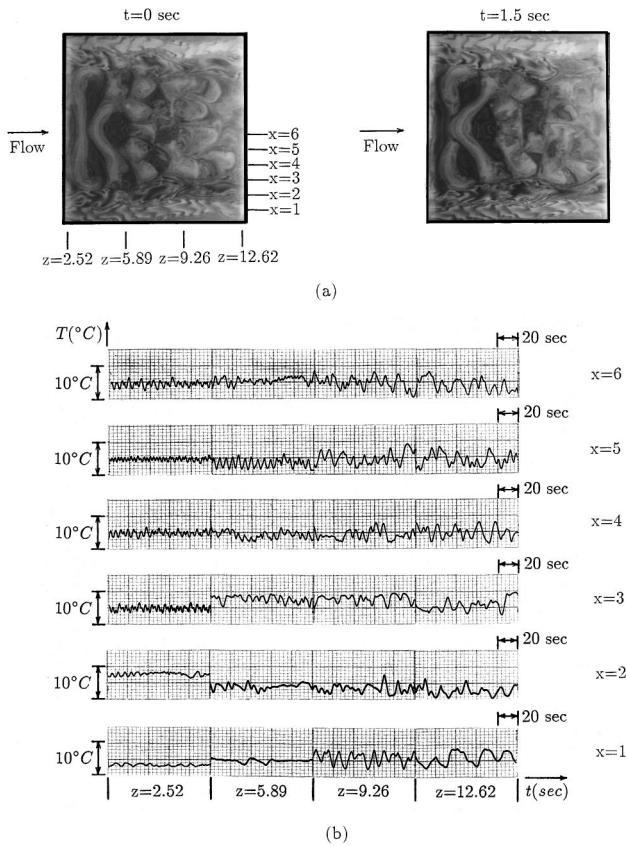 t=0 sec
t=1.5 sec
Flow
x=6
x=5
x=4
x=3
x=2
x=1
Flow
z=2.52 z=5.89 z=9.26 z=12.62
(a)
T(°C)
20 sec
10°C
x=6
20 sec
10°C
x=5
20 sec
10°C
x=4
20 sec
10°C
x=3
20 sec
10°C
x=2
20 sec
10°C
x=1
z=2.52 z=5.89 z=9.26 z=12.62 t(sec)
(b)